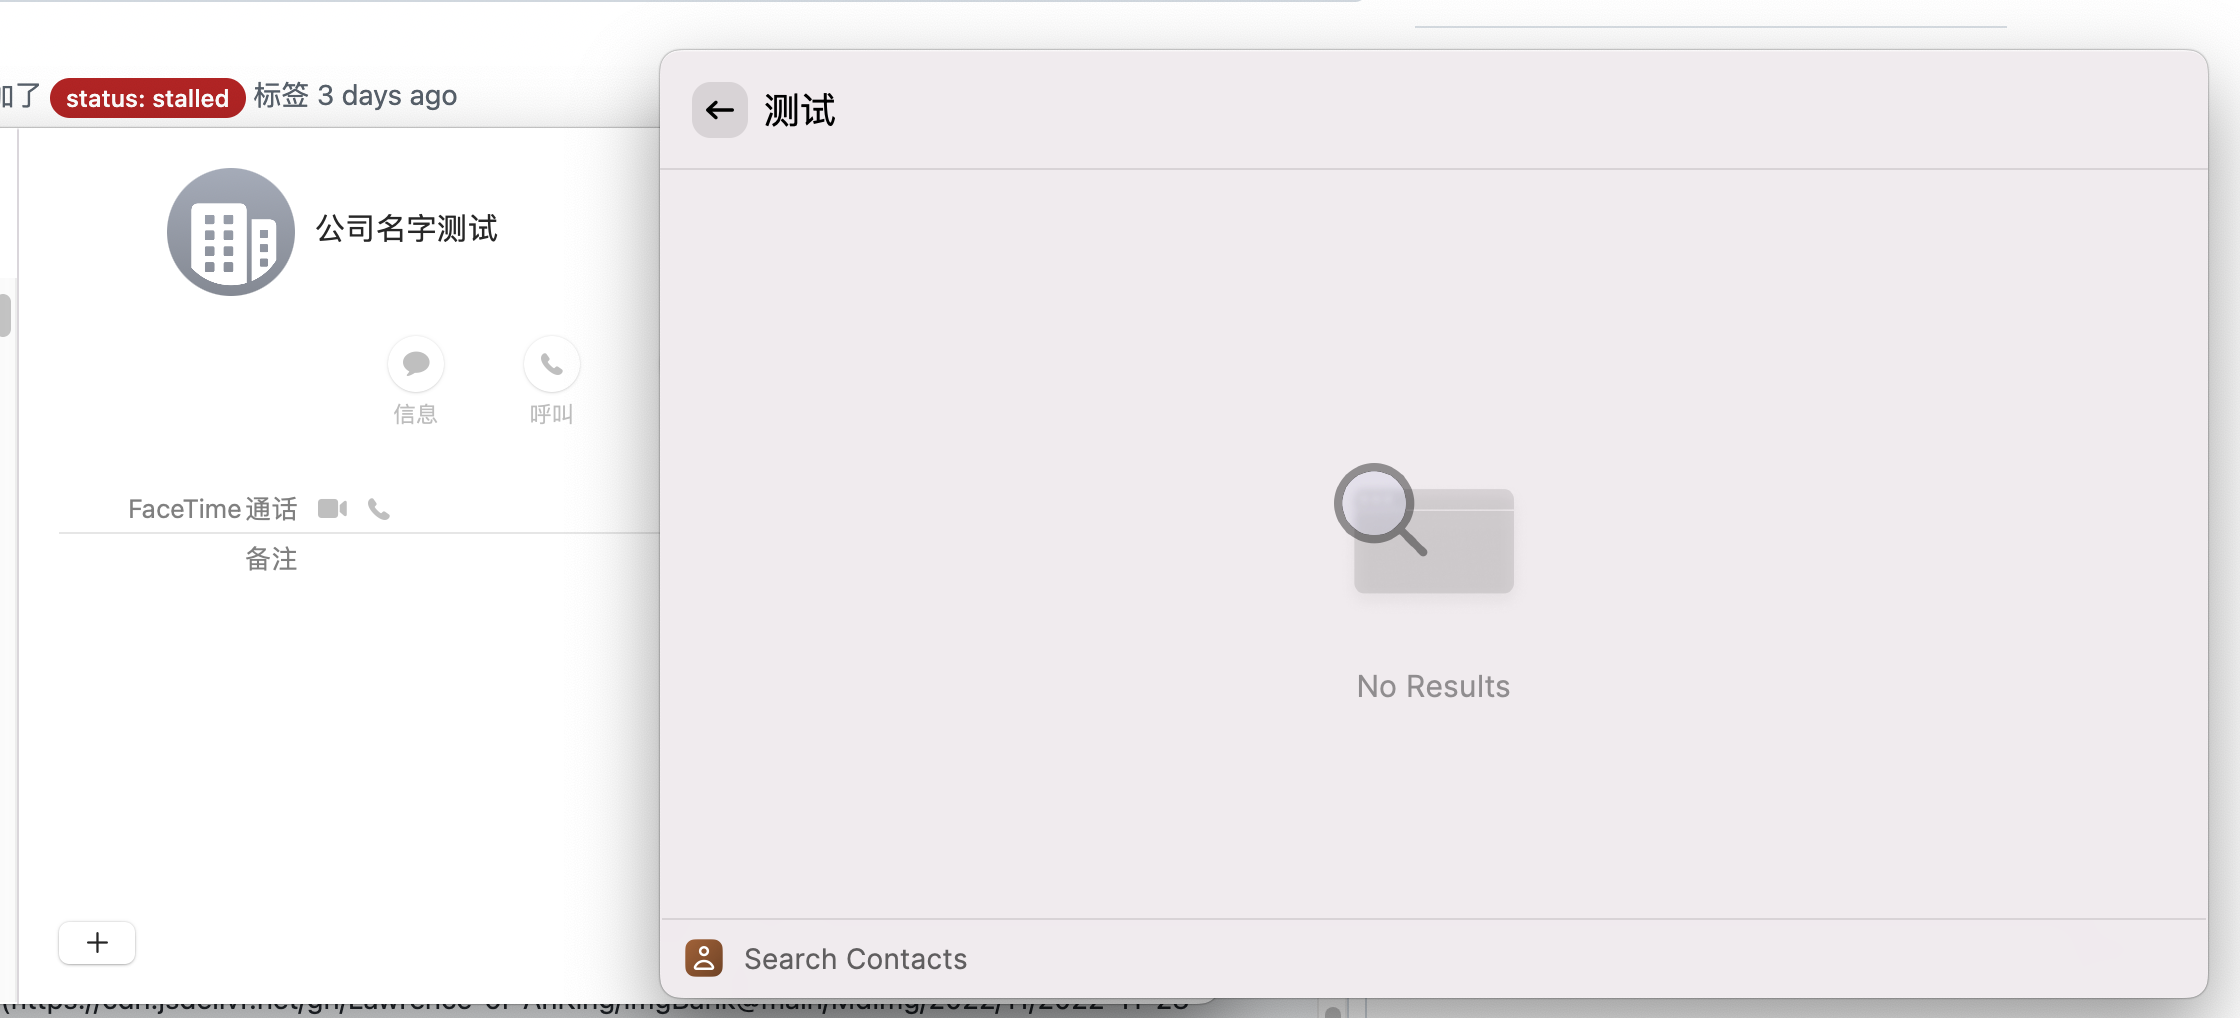 加了 status: stalled 标签 3 days ago
公司名字测试
信息 呼叫
FaceTime通话
备注
测试
No Results
Search Contacts